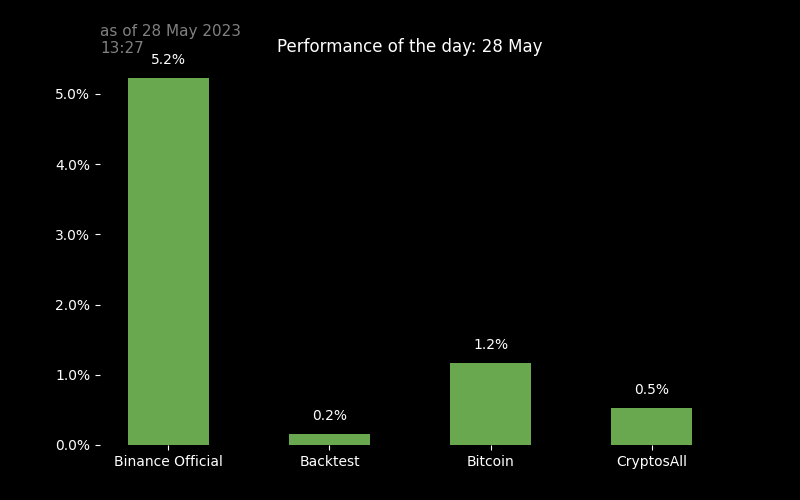 as of 28 May 2023
13:27
Performance of the day: 28 May
5.2%
5.0%
4.0%
3.0%
2.0%
1.2%
1.0%
0.5%
0.2%
0.0%
Binance Official
Backtest
Bitcoin
CryptosAll